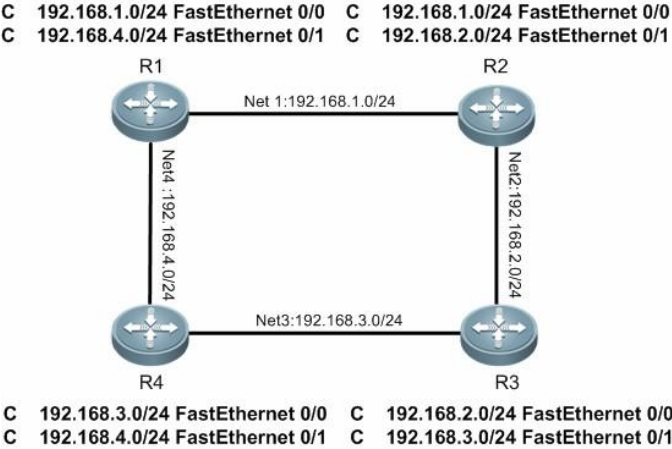 C 192.168.1.0/24 FastEthernet 0/0 C 192.168.1.0/24 FastEthernet 0/0
C 192.168.4.0/24 FastEthernet 0/1 C 192.168.2.0/24 FastEthernet 0/1
R1 R2
Net 1:192.168.1.0/24
Net4 :192.168.4.0/24
Net2:192.168.2.0/24
Net3:192.168.3.0/24
R4 R3
C 192.168.3.0/24 FastEthernet 0/0 C 192.168.2.0/24 FastEthernet 0/0
C 192.168.4.0/24 FastEthernet 0/1 C 192.168.3.0/24 FastEthernet 0/1